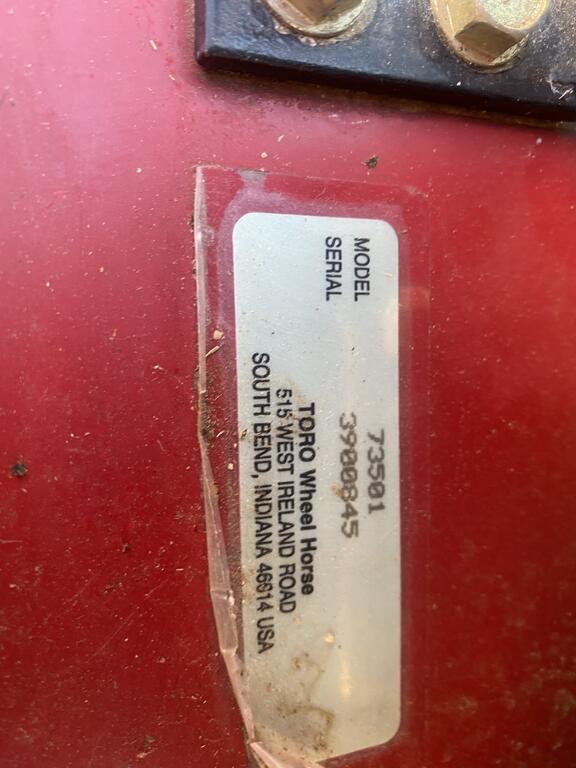 MODEL 73501
SERIAL 3900845
TORO Wheel Horse
515 WEST IRELAND ROAD
SOUTH BEND, INDIANA 46614 USA